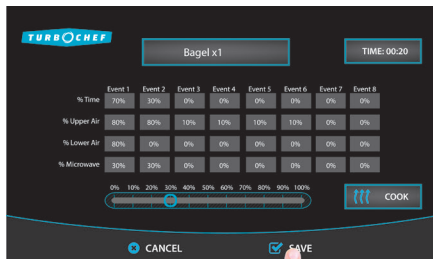 TURBOCHEF
Bagel x1
TIME: 00:20
Event 1 Event 2 Event 3 Event 4 Event 5 Event 6 Event 7 Event 8
% Time 70% 30% 0% 0% 0% 0% 0% 0%
% Upper Air 80% 80% 10% 10% 10% 10% 0% 0%
% Lower Air 80% 0% 0% 0% 0% 0% 0% 0%
% Microwave 30% 30% 0% 0% 0% 0% 0% 0%
0% 10% 20% 30% 40% 50% 60% 70% 80% 90% 100%
COOK
CANCEL SAVE